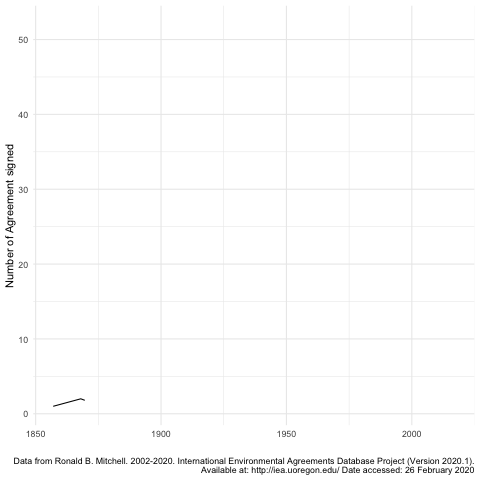 Number of Agreement signed
50
40
30
20
10
0
1850 1900 1950 2000
Data from Ronald B. Mitchell. 2002-2020. International Environmental Agreements Database Project (Version 2020.1).
Available at: http://iea.uoregon.edu/ Date accessed: 26 February 2020